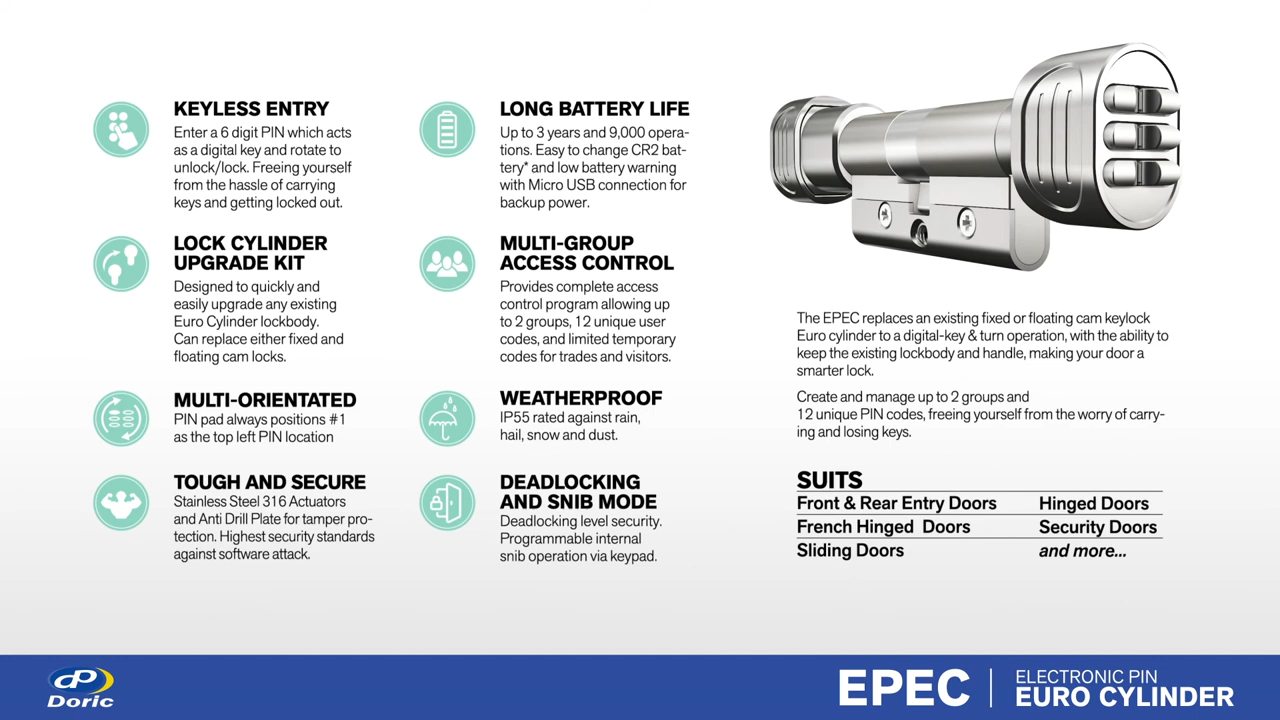 KEYLESS ENTRY
Enter a 6 digit PIN which acts
as a digital key and rotate to
unlock/lock. Freeing yourself
from the hassle of carrying
keys and getting locked out.
LOCK CYLINDER
UPGRADE KIT
Designed to quickly and
easily upgrade any existing
Euro Cylinder lockbody.
Can replace either fixed and
floating cam locks.
MULTI-ORIENTATED
PIN pad always positions #1
as the top left PIN location
TOUGH AND SECURE
Stainless Steel 316 Actuators
and Anti Drill Plate for tamper pro-
tection. Highest security standards
against software attack.
LONG BATTERY LIFE
Up to 3 years and 9,000 opera-
tions. Easy to change CR2 bat-
tery* and low battery warning
with Micro USB connection for
backup power.
MULTI-GROUP
ACCESS CONTROL
Provides complete access
control program allowing up
to 2 groups, 12 unique user
codes, and limited temporary
codes for trades and visitors.
WEATHERPROOF
IP55 rated against rain,
hail, snow and dust.
DEADLOCKING
AND SNIB MODE
Deadlocking level security.
Programmable internal
snib operation via keypad.
The EPEC replaces an existing fixed or floating cam keylock
Euro cylinder to a digital-key & turn operation, with the ability to
keep the existing lockbody and handle, making your door a
smarter lock.
Create and manage up to 2 groups and
12 unique PIN codes, freeing yourself from the worry of carry-
ing and losing keys.
SUITS
Front & Rear Entry Doors Hinged Doors
French Hinged Doors Security Doors
Sliding Doors and more...
Doric
EPEC
ELECTRONIC PIN
EURO CYLINDER